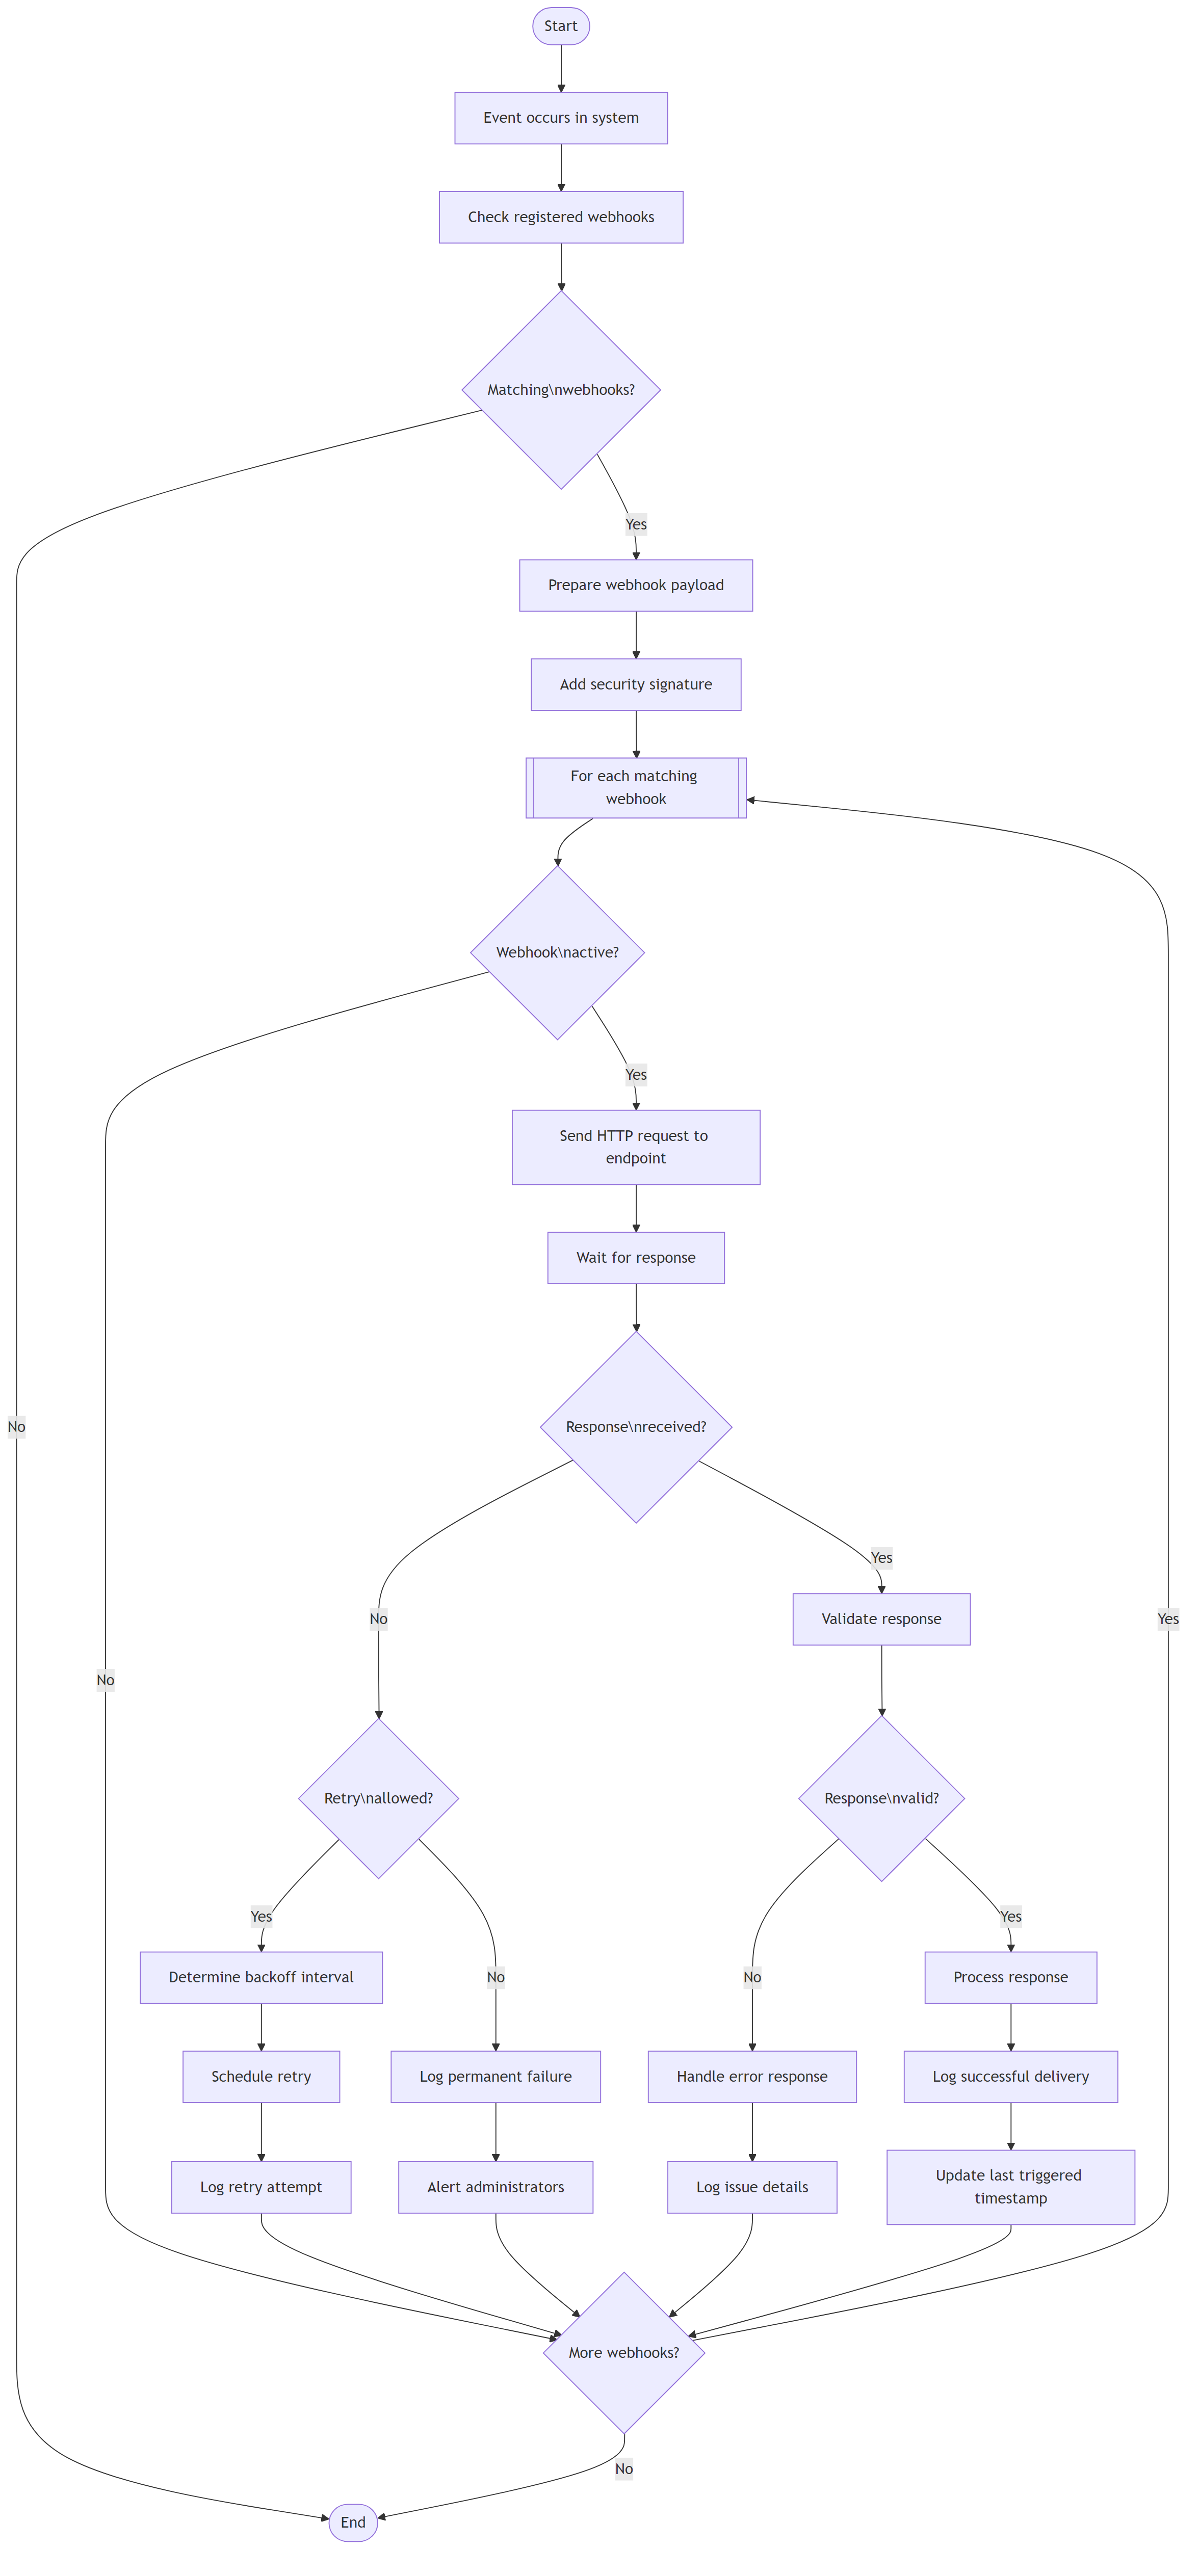 Start
Event occurs in system
Check registered webhooks
Matching\nwebhooks?
Yes
Prepare webhook payload
Add security signature
For each matching
webhook
Webhook\nactive?
Yes
Send HTTP request to
endpoint
Wait for response
Response\nreceived?
No
Yes
No
Validate response
Yes
No
Retry\nallowed?
Response\nvalid?
Yes
Yes
Determine backoff interval
No
No
Process response
Schedule retry
Log permanent failure
Handle error response
Log successful delivery
Log retry attempt
Alert administrators
Log issue details
Update last triggered
timestamp
More webhooks?
No
End